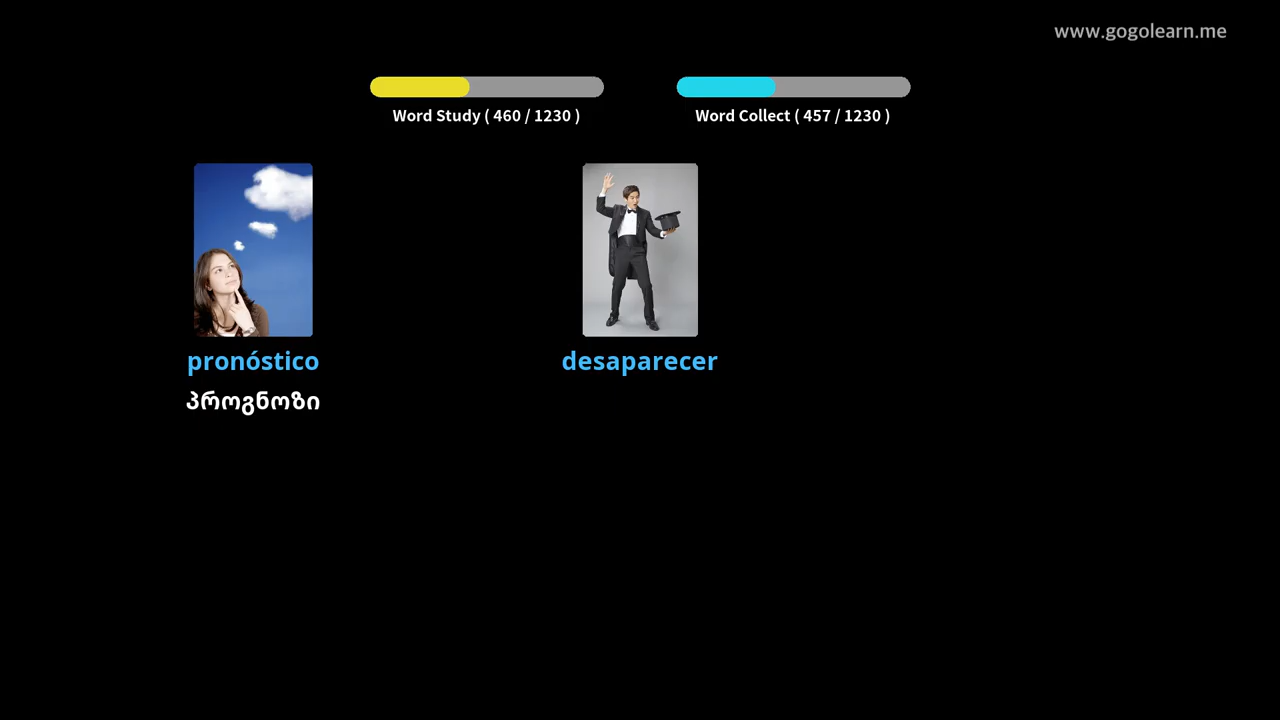 www.gogolearn.me
Word Study ( 460 / 1230 )
Word Collect ( 457 / 1230 )
pronóstico
პროგნოზი
desaparecer